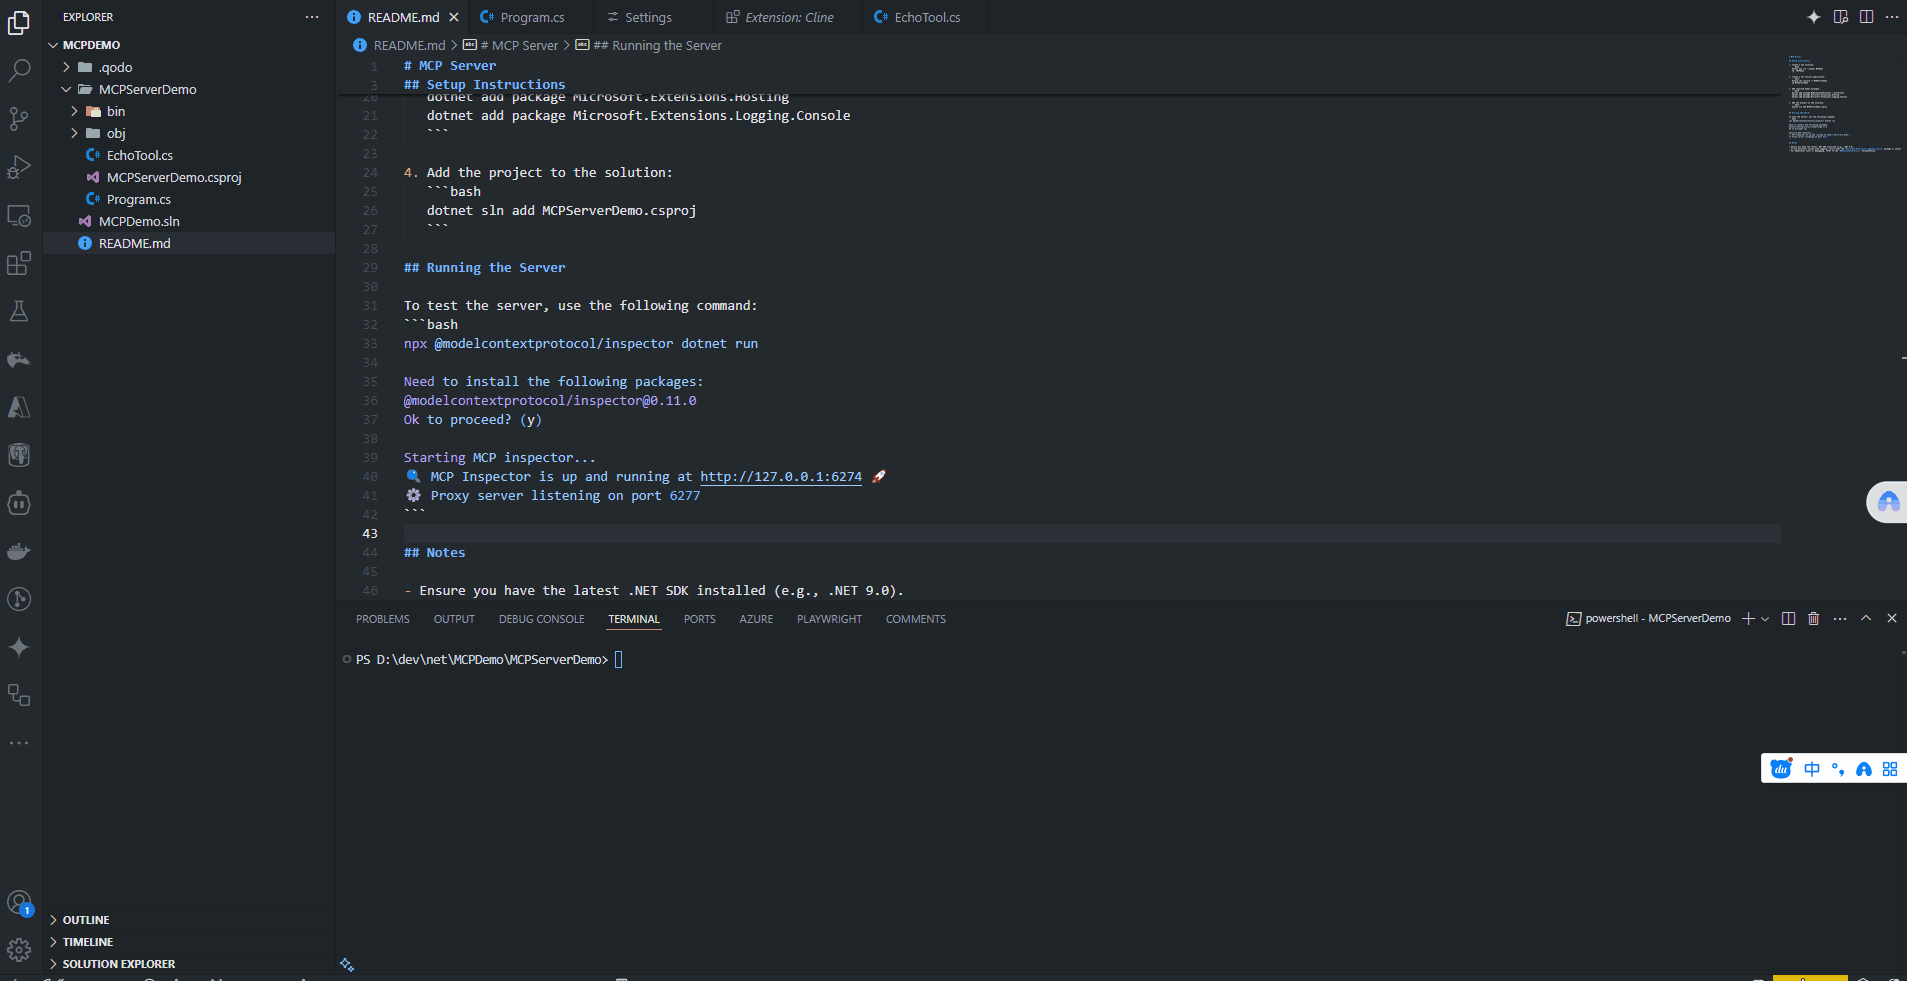 EXPLORER
MCPDEMO
.qodo
MCPServerDemo
bin
obj
EchoTool.cs
MCPServerDemo.csproj
Program.cs
MCPDemo.sln
README.md
OUTLINE
TIMELINE
SOLUTION EXPLORER
1
README.md
Program.cs
Settings
Extension: Cline
EchoTool.cs
README.md > # MCP Server > ## Running the Server
1 # MCP Server
3 ## Setup Instructions
20 dotnet add package Microsoft.Extensions.Hosting
21 dotnet add package Microsoft.Extensions.Logging.Console
22 ```
23
24 4. Add the project to the solution:
25 ```bash
26 dotnet sln add MCPServerDemo.csproj
27 ```
28
29 ## Running the Server
30
31 To test the server, use the following command:
32 ```bash
33 npx @modelcontextprotocol/inspector dotnet run
34
35 Need to install the following packages:
36 @modelcontextprotocol/inspector@0.11.0
37 Ok to proceed? (y)
38
39 Starting MCP inspector...
40 🔍 MCP Inspector is up and running at http://127.0.0.1:6274 🚀
41 ⚙️ Proxy server listening on port 6277
42 ```
43
44 ## Notes
45
46 - Ensure you have the latest .NET SDK installed (e.g., .NET 9.0).
PROBLEMS OUTPUT DEBUG CONSOLE TERMINAL PORTS AZURE PLAYWRIGHT COMMENTS
powershell - MCPServerDemo
PS D:\dev\net\MCPDemo\MCPServerDemo>
du 中